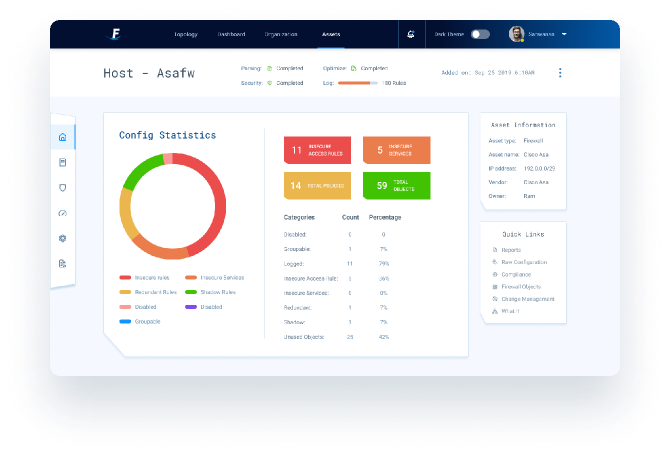 F
Topology Dashboard Organization Assets Dark Theme Sarwanan
Host - Asafw
Parsing: Completed Optimize: Completed
Security: Completed Log: 180 Rules
Added on: Sep 25 2019 6:10AM
Config Statistics
11 INSECURE ACCESS RULES
5 INSECURE SERVICES
14 TOTAL POLICIES
59 TOTAL OBJECTS
Categories Count Percentage
Disabled: 0 0
Groupable 1 7%
Logged: 11 79%
Insecure Access Rule: 36%
Insecure Services: 0 0%
Redundant: 1 7%
Shadow: 1 7%
Unused Objects: 25 42%
Insecure rules Insecure Services
Redundant Rules Shadow Rules
Disabled Disabled
Groupable
Asset Information
Asset type: Firewall
Asset name: Cisco Asa
IP address: 192.0.0.0/29
Vendor: Cisco Asa
Owner: Ram
Quick Links
Reports
Raw Configuration
Compliance
Firewall Objects
Change Management
What If